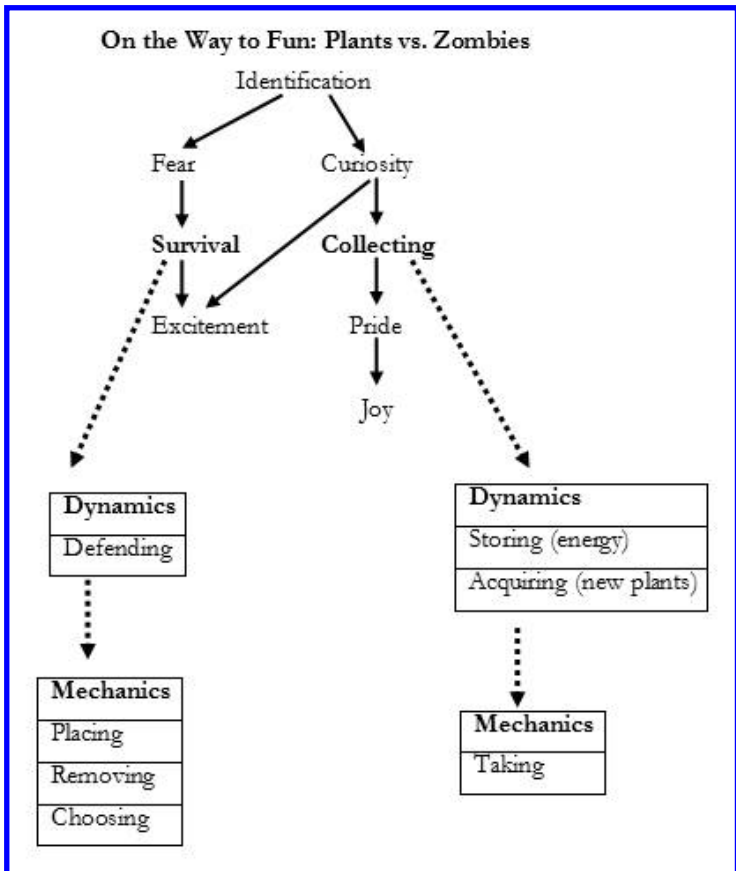 On the Way to Fun: Plants vs. Zombies
Identification
Fear
Curiosity
Survival
Collecting
Excitement
Pride
Joy
Dynamics
Defending
Dynamics
Storing (energy)
Acquiring (new plants)
Mechanics
Placing
Removing
Choosing
Mechanics
Taking